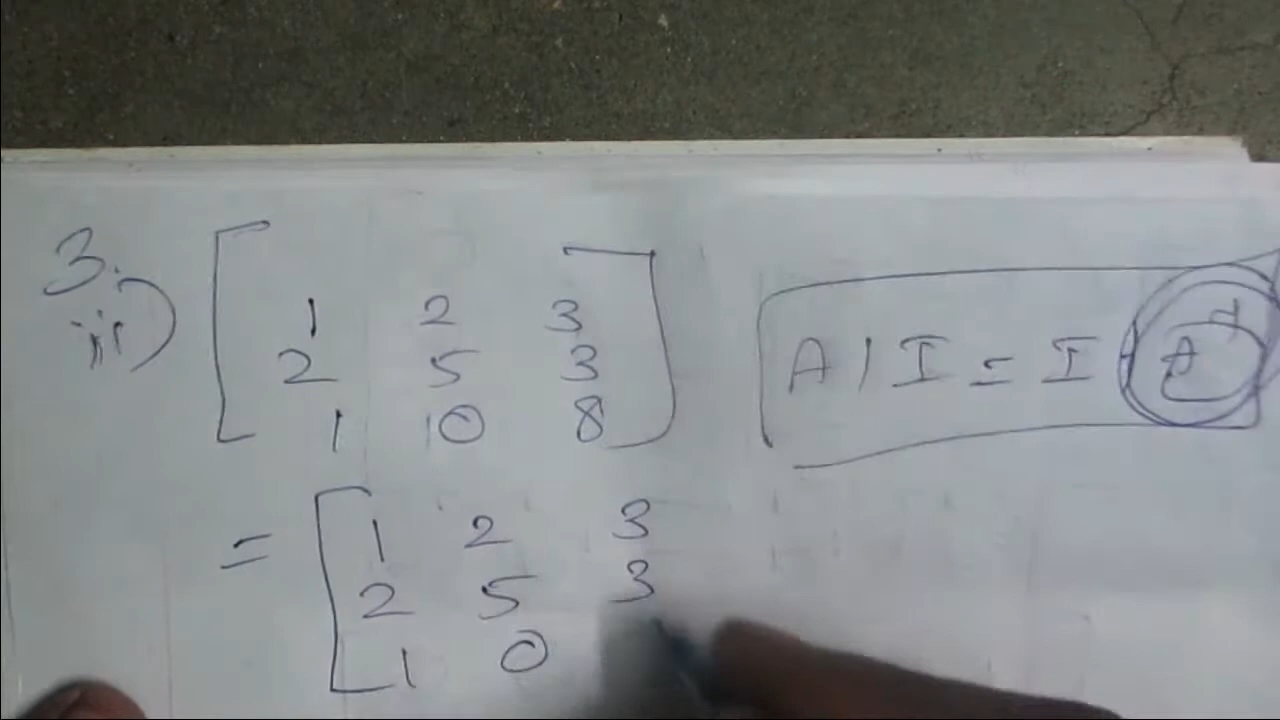 3.
ii) [ 1 2 3
2 5 3
1 0 8 ]
A | I = I
= [ 1 2 3
2 5 3
1 0